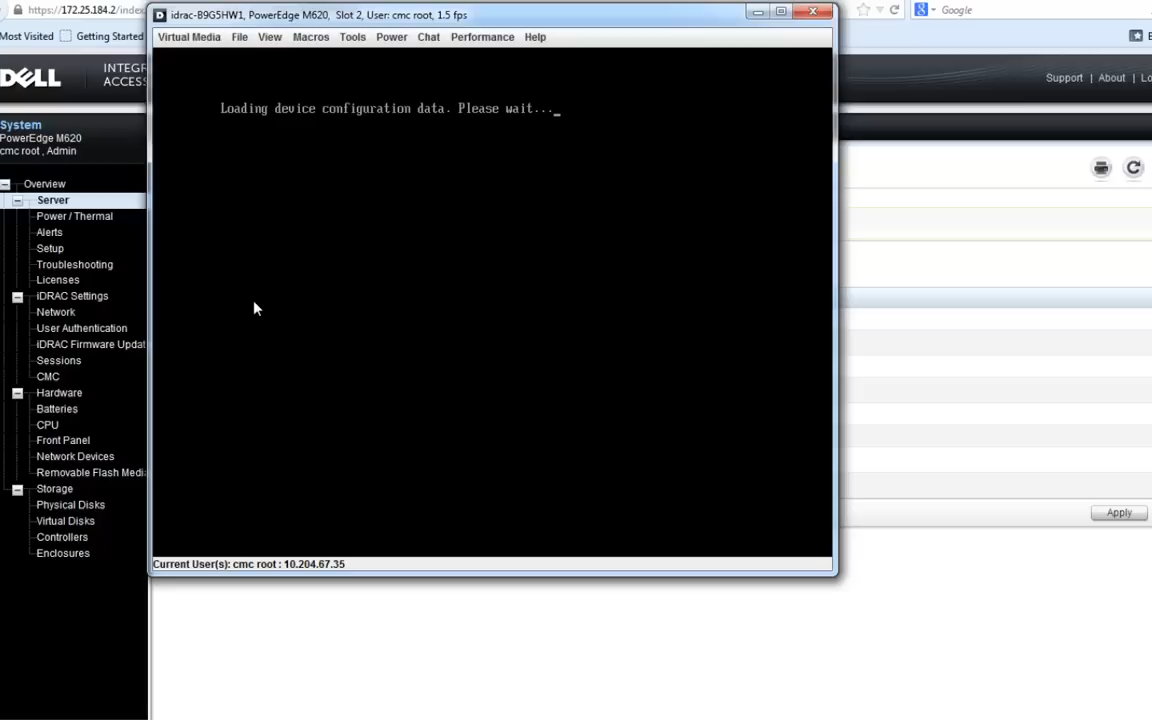 https://172.25.184.2/index
Google
Most Visited
Getting Started
idrac-B9G5HW1, PowerEdge M620, Slot 2, User: cmc root, 1.5 fps
Virtual Media File View Macros Tools Power Chat Performance Help
DELL
INTEGR
ACCESS
Support | About | Lo
System
PowerEdge M620
cmc root , Admin
Loading device configuration data. Please wait..._
Overview
Server
Power / Thermal
Alerts
Setup
Troubleshooting
Licenses
iDRAC Settings
Network
User Authentication
iDRAC Firmware Updat
Sessions
CMC
Hardware
Batteries
CPU
Front Panel
Network Devices
Removable Flash Medi
Storage
Physical Disks
Virtual Disks
Controllers
Enclosures
Apply
Current User(s): cmc root : 10.204.67.35